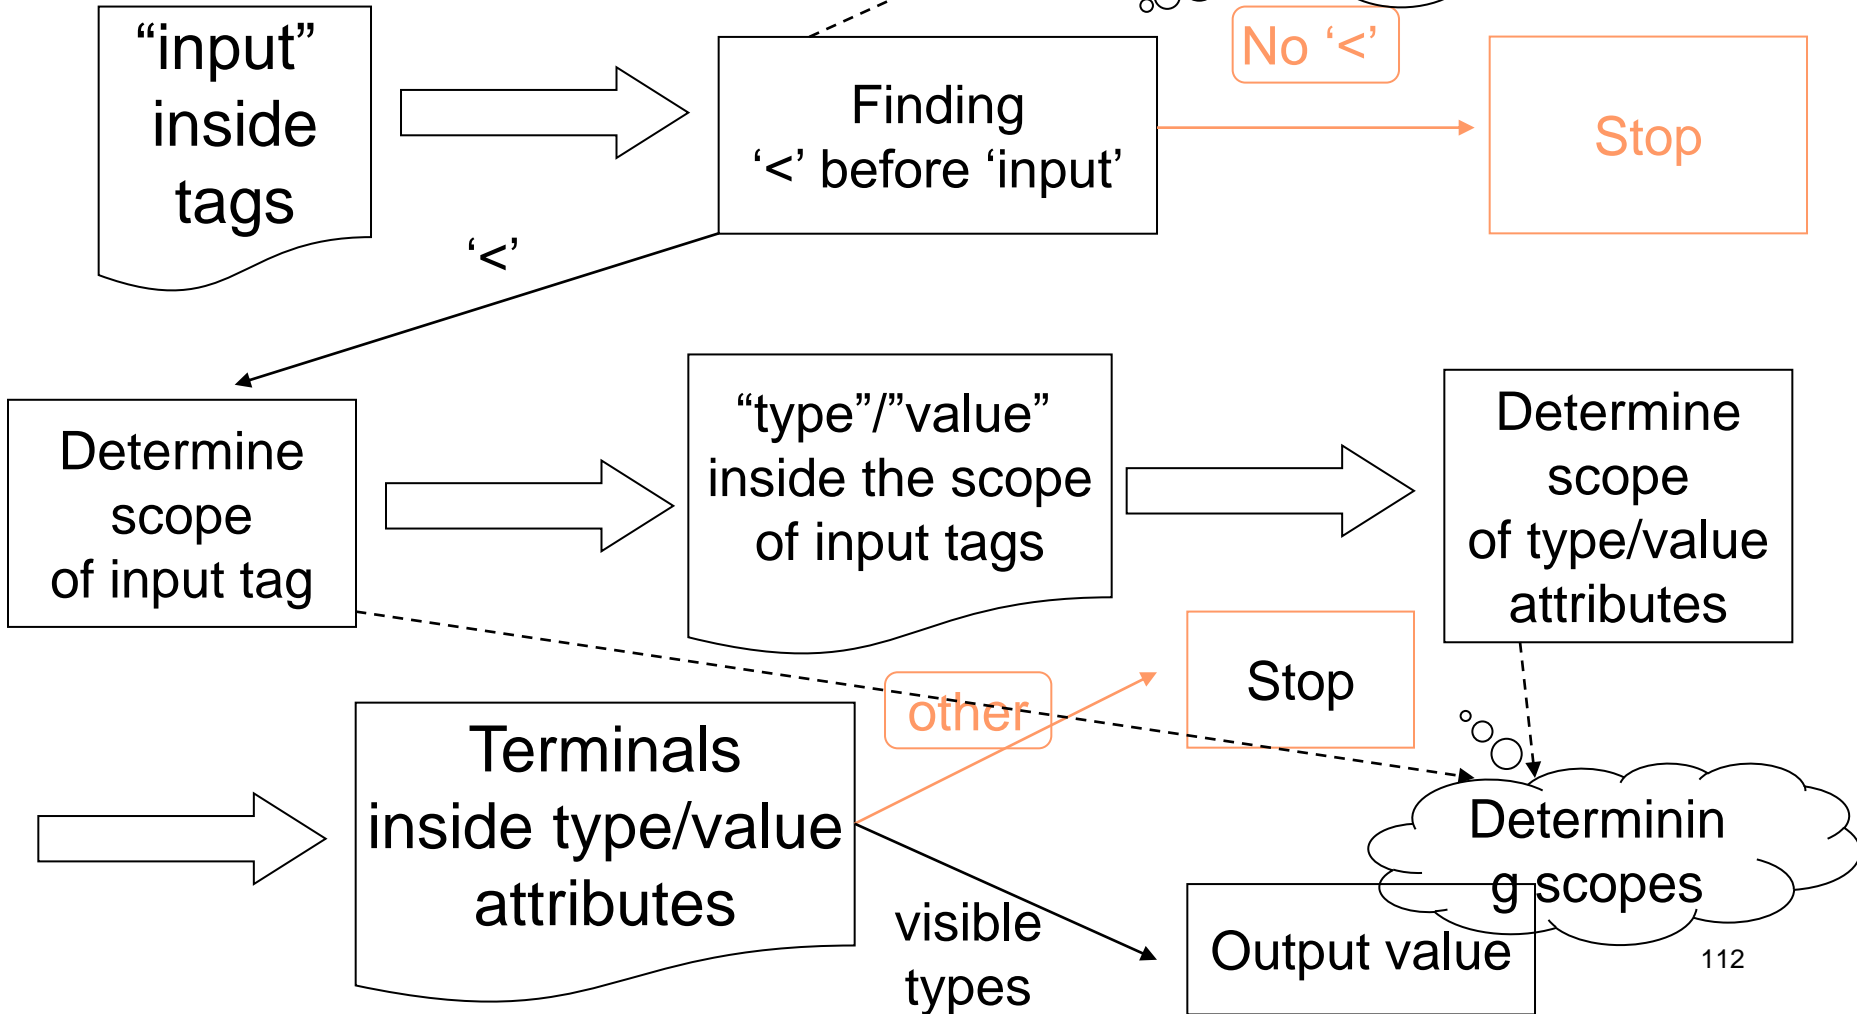 “input”
inside
tags
Finding
‘<’ before ‘input’
No ‘<’
Stop
‘<’
Determine
scope
of input tag
“type”/”value”
inside the scope
of input tags
Determine
scope
of type/value
attributes
Terminals
inside type/value
attributes
other
Stop
visible
types
Output value
Determinin
g scopes
112